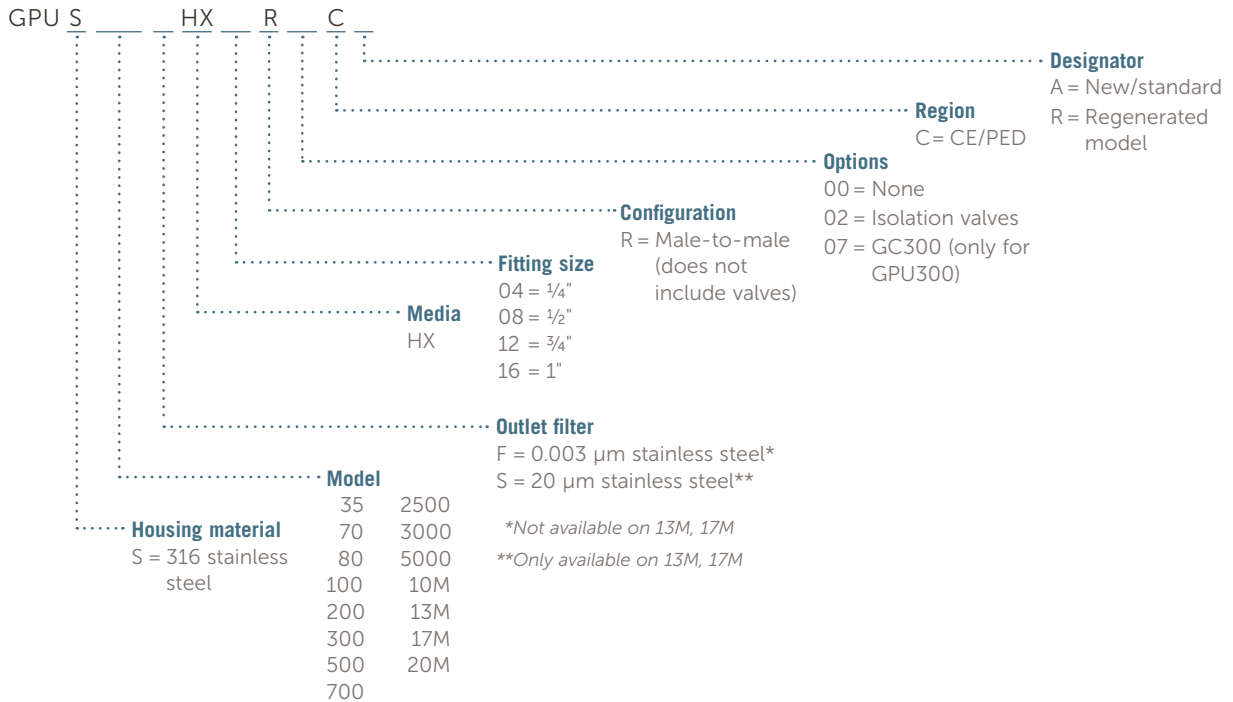 GPU S HX R C
Designator
A = New/standard
R = Regenerated
model
Region
C= CE/PED
Options
00 = None
02 = Isolation valves
07 = GC300 (only for
GPU300)
Configuration
R = Male-to-male
(does not
include valves)
Fitting size
04 = ¼"
08 = ½"
12 = ¾"
16 = 1"
Media
HX
Outlet filter
F = 0.003 µm stainless steel*
S = 20 µm stainless steel**
*Not available on 13M, 17M
**Only available on 13M, 17M
Model
35 2500
70 3000
80 5000
100 10M
200 13M
300 17M
500 20M
700
Housing material
S = 316 stainless
steel